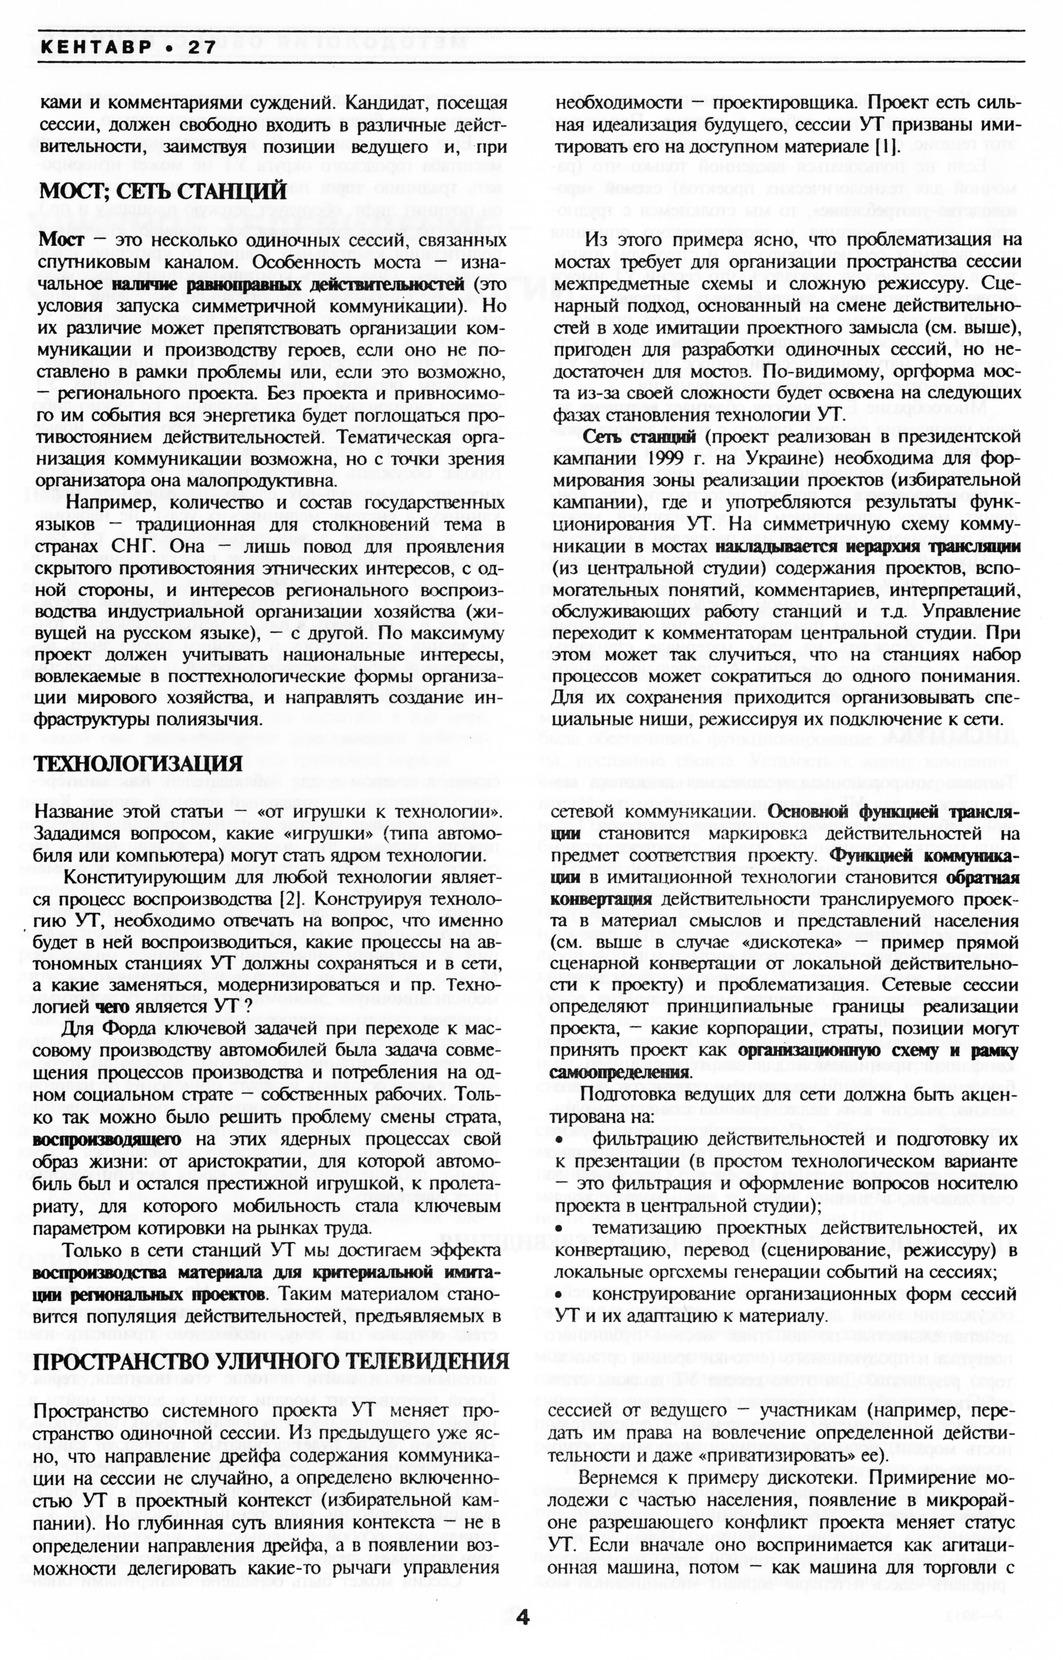 КЕНТАВР • 27
ками и комментариями суждений. Кандидат, посещая
сессии, должен свободно входить в различные дейст-
вительности, заимствуя позиции ведущего и, при
необходимости — проектировщика. Проект есть силь-
ная идеализация будущего, сессии УТ призваны ими-
тировать его на доступном материале [1].
МОСТ; СЕТЬ СТАНЦИЙ
Мост — это несколько одиночных сессий, связанных
спутниковым каналом. Особенность моста — изна-
чальное наличие равноправных действительностей (это
условия запуска симметричной коммуникации). Но
их различие может препятствовать организации ком-
муникации и производству героев, если оно не по-
ставлено в рамки проблемы или, если это возможно,
— регионального проекта. Без проекта и привносимо-
го им события вся энергетика будет поглощаться про-
тивостоянием действительностей. Тематическая орга-
низация коммуникации возможна, но с точки зрения
организатора она малопродуктивна.
Например, количество и состав государственных
языков — традиционная для столкновений тема в
странах СНГ. Она — лишь повод для проявления
скрытого противостояния этнических интересов, с од-
ной стороны, и интересов регионального воспроиз-
водства индустриальной организации хозяйства (жи-
вущей на русском языке), — с другой. По максимуму
проект должен учитывать национальные интересы,
вовлекаемые в посттехнологические формы организа-
ции мирового хозяйства, и направлять создание ин-
фраструктуры полиязычия.
Из этого примера ясно, что проблематизация на
мостах требует для организации пространства сессии
межпредметные схемы и сложную режиссуру. Сце-
нарный подход, основанный на смене действительно-
стей в ходе имитации проектного замысла (см. выше),
пригоден для разработки одиночных сессий, но не-
достаточен для мостов. По-видимому, оргформа мос-
та из-за своей сложности будет освоена на следующих
фазах становления технологии УТ.
Сеть станций (проект реализован в президентской
кампании 1999 г. на Украине) необходима для фор-
мирования зоны реализации проектов (избирательной
кампании), где и употребляются результаты функ-
ционирования УТ. На симметричную схему комму-
никации в мостах накладывается иерархия трансляции
(из центральной студии) содержания проектов, вспо-
могательных понятий, комментариев, интерпретаций,
обслуживающих работу станций и т.д. Управление
переходит к комментаторам центральной студии. При
этом может так случиться, что на станциях набор
процессов может сократиться до одного понимания.
Для их сохранения приходится организовывать спе-
циальные ниши, режиссируя их подключение к сети.
ТЕХНОЛОГИЗАЦИЯ
Название этой статьи — «от игрушки к технологии».
Зададимся вопросом, какие «игрушки» (типа автомо-
биля или компьютера) могут стать ядром технологии.
Конституирующим для любой технологии являет-
ся процесс воспроизводства [2]. Конструируя техноло-
гию УТ, необходимо отвечать на вопрос, что именно
будет в ней воспроизводиться, какие процессы на ав-
тономных станциях УТ должны сохраняться и в сети,
а какие заменяться, модернизироваться и пр. Техно-
логией чего является УТ ?
Для Форда ключевой задачей при переходе к мас-
совому производству автомобилей была задача совме-
щения процессов производства и потребления на од-
ном социальном страте — собственных рабочих. Толь-
ко так можно было решить проблему смены страта,
воспроизводящего на этих ядерных процессах свой
образ жизни: от аристократии, для которой автомо-
биль был и остался престижной игрушкой, к пролета-
риату, для которого мобильность стала ключевым
параметром котировки на рынках труда.
Только в сети станций УТ мы достигаем эффекта
воспроизводства материала для критериальной имита-
ции региональных проектов. Таким материалом стано-
вится популяция действительностей, предъявляемых в
сетевой коммуникации. Основной функцией трансля-
ции становится маркировка действительностей на
предмет соответствия проекту. Функцией коммуника-
ции в имитационной технологии становится обратная
конвертация действительности транслируемого проек-
та в материал смыслов и представлений населения
(см. выше в случае «дискотека» — пример прямой
сценарной конвертации от локальной действительно-
сти к проекту) и проблематизация. Сетевые сессии
определяют принципиальные границы реализации
проекта, — какие корпорации, страты, позиции могут
принять проект как организационную схему и рамку
самоопределения.
Подготовка ведущих для сети должна быть акцен-
тирована на:
• фильтрацию действительностей и подготовку их
к презентации (в простом технологическом варианте
— это фильтрация и оформление вопросов носителю
проекта в центральной студии);
• тематизацию проектных действительностей, их
конвертацию, перевод (сценирование, режиссуру) в
локальные оргсхемы генерации событий на сессиях;
• конструирование организационных форм сессий
УТ и их адаптацию к материалу.
ПРОСТРАНСТВО УЛИЧНОГО ТЕЛЕВИДЕНИЯ
Пространство системного проекта УТ меняет про-
странство одиночной сессии. Из предыдущего уже яс-
но, что направление дрейфа содержания коммуника-
ции на сессии не случайно, а определено включенно-
стью УТ в проектный контекст (избирательной кам-
пании). Но глубинная суть влияния контекста — не в
определении направления дрейфа, а в появлении воз-
можности делегировать какие-то рычаги управления
сессией от ведущего — участникам (например, пере-
дать им права на вовлечение определенной действи-
тельности и даже «приватизировать» ее).
Вернемся к примеру дискотеки. Примирение мо-
лодежи с частью населения, появление в микрорай-
оне разрешающего конфликт проекта меняет статус
УТ. Если вначале оно воспринимается как агитаци-
онная машина, потом — как машина для торговли с
4